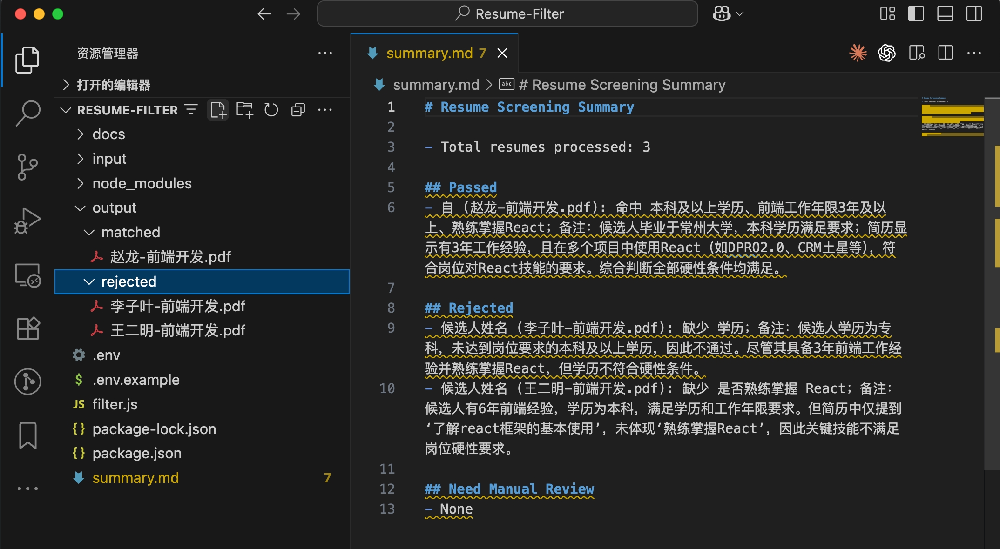 Resume-Filter
资源管理器
打开的编辑器
RESUME-FILTER
docs
input
node_modules
output
matched
赵龙-前端开发.pdf
rejected
李子叶-前端开发.pdf
王二明-前端开发.pdf
.env
$ .env.example
JS filter.js
{} package-lock.json
{} package.json
summary.md 7
summary.md 7
summary.md > abc # Resume Screening Summary
1 # Resume Screening Summary
2
3 - Total resumes processed: 3
4
5 ## Passed
6 - 自 (赵龙-前端开发.pdf): 命中 本科及以上学历、前端工作年限3年及以
上、熟练掌握React；备注：候选人毕业于常州大学，本科学历满足要求；简历显
示有3年工作经验，且在多个项目中使用React（如DPRO2.0、CRM土星等），符
合岗位对React技能的要求。综合判断全部硬性条件均满足。
7
8 ## Rejected
9 - 候选人姓名 (李子叶-前端开发.pdf): 缺少 学历；备注：候选人学历为专
科，未达到岗位要求的本科及以上学历，因此不通过。尽管其具备3年前端工作经
验并熟练掌握React，但学历不符合硬性条件。
10 - 候选人姓名 (王二明-前端开发.pdf): 缺少 是否熟练掌握 React；备注：
候选人有6年前端经验，学历为本科，满足学历和工作年限要求。但简历中仅提到
‘了解react框架的基本使用’，未体现‘熟练掌握React’，因此关键技能不满足
岗位硬性要求。
11
12 ## Need Manual Review
13 - None